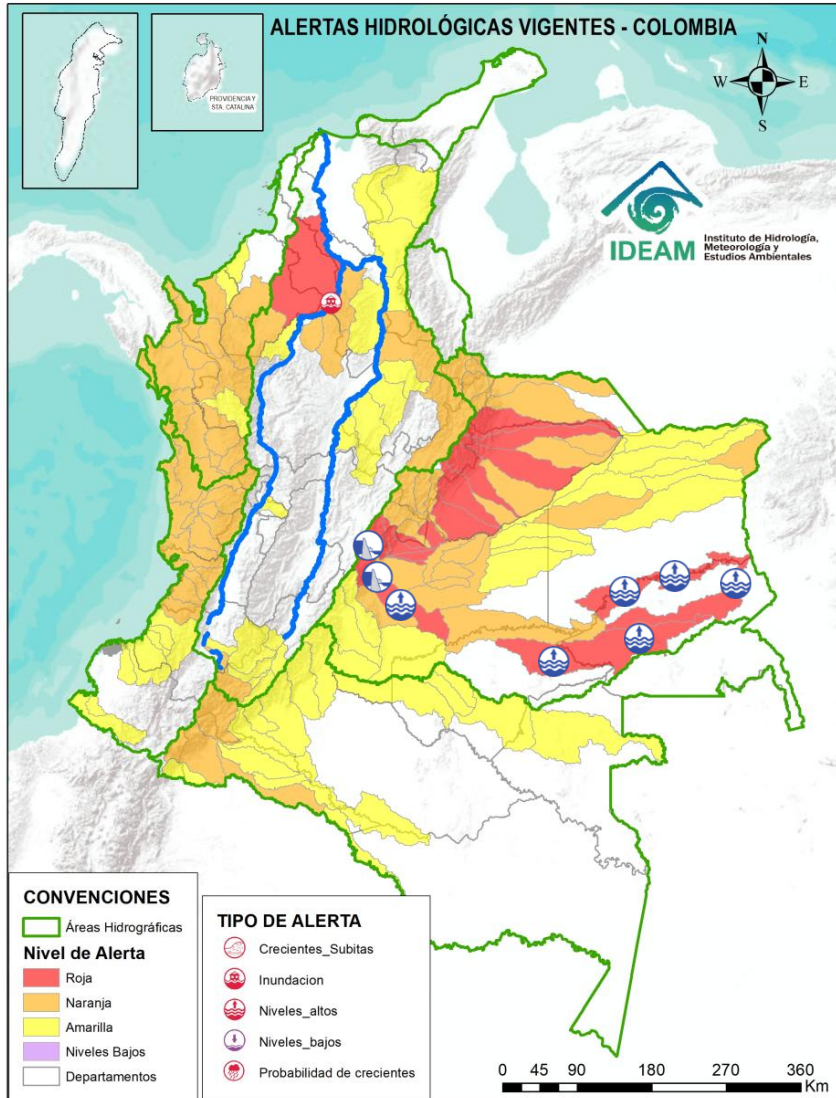 ALERTAS HIDROLÓGICAS VIGENTES - COLOMBIA
PROVIDENCIA Y
STA. CATALINA
N
W
E
S
IDEAM
Instituto de Hidrología,
Meteorología y
Estudios Ambientales
CONVENCIONES
Áreas Hidrográficas
Nivel de Alerta
Roja
Naranja
Amarilla
Niveles Bajos
Departamentos
TIPO DE ALERTA
Crecientes_Subitas
Inundacion
Niveles_altos
Niveles_bajos
Probabilidad de crecientes
0 45 90 180 270 360
Km